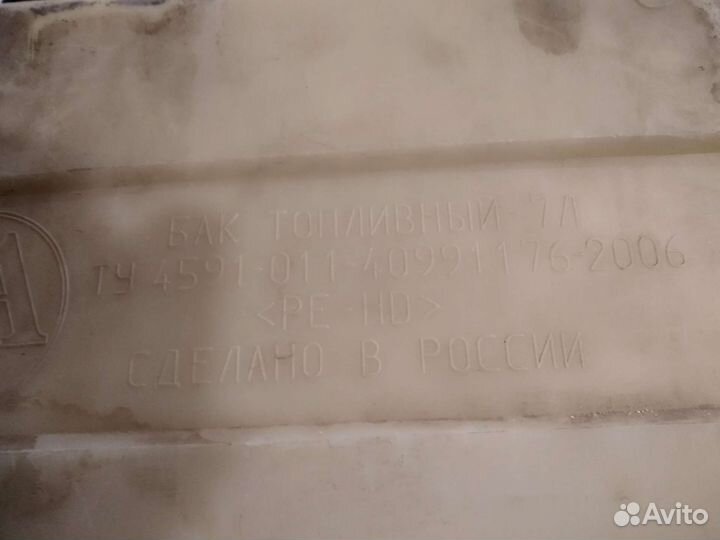 БАК ТОПЛИВНЫЙ 7Л
ТУ 4591-011-40991176-2006
<PE-HD>
СДЕЛАНО В РОССИИ
Avito